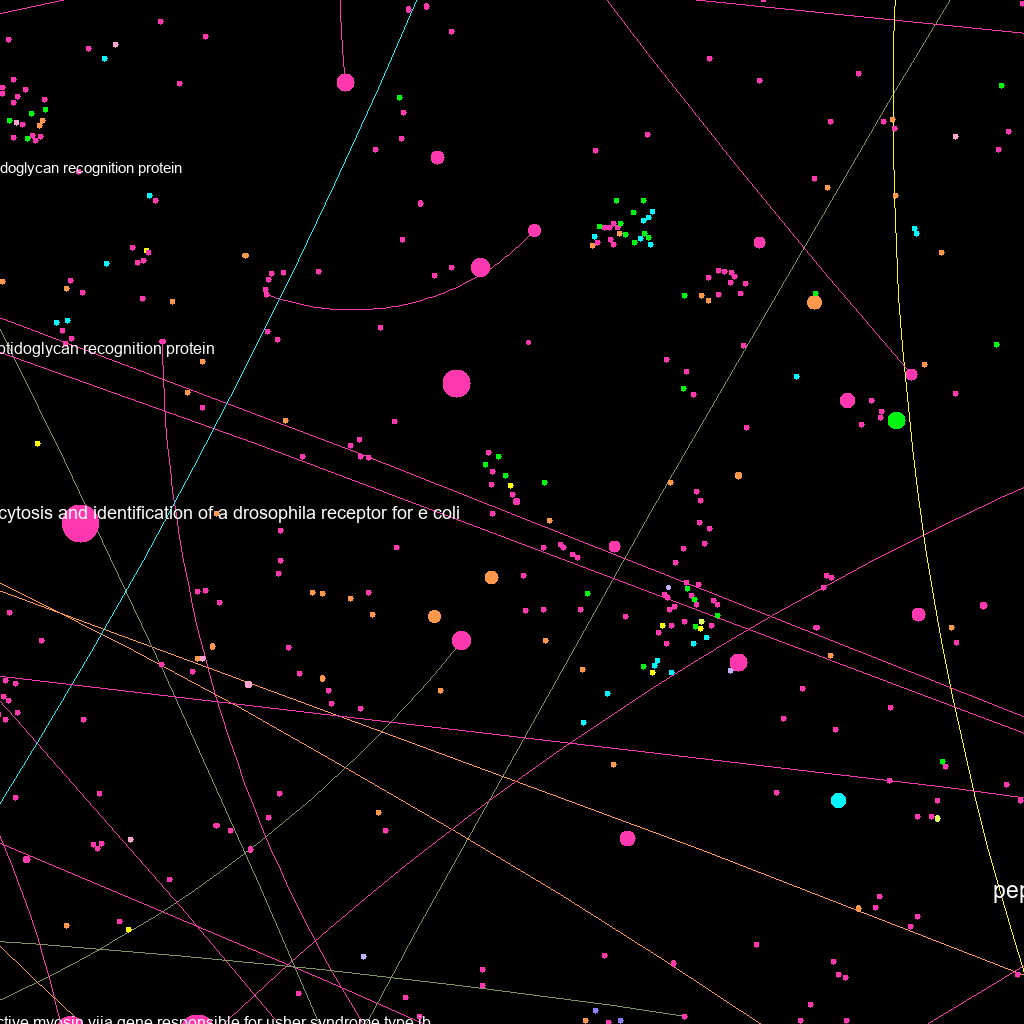 doglycan recognition protein
ptidoglycan recognition protein
cytosis and identification of a drosophila receptor for e coli
pep
ctive myosin viia gene responsible for usher syndrome type ib